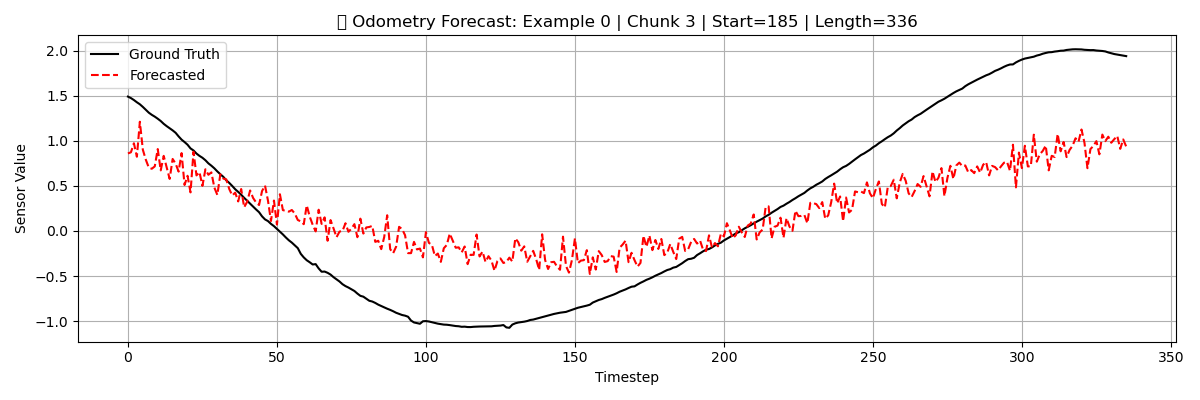 Odometry Forecast: Example 0 | Chunk 3 | Start=185 | Length=336
Ground Truth
Forecasted
Sensor Value
2.0
1.5
1.0
0.5
0.0
−0.5
−1.0
0 50 100 150 200 250 300 350
Timestep